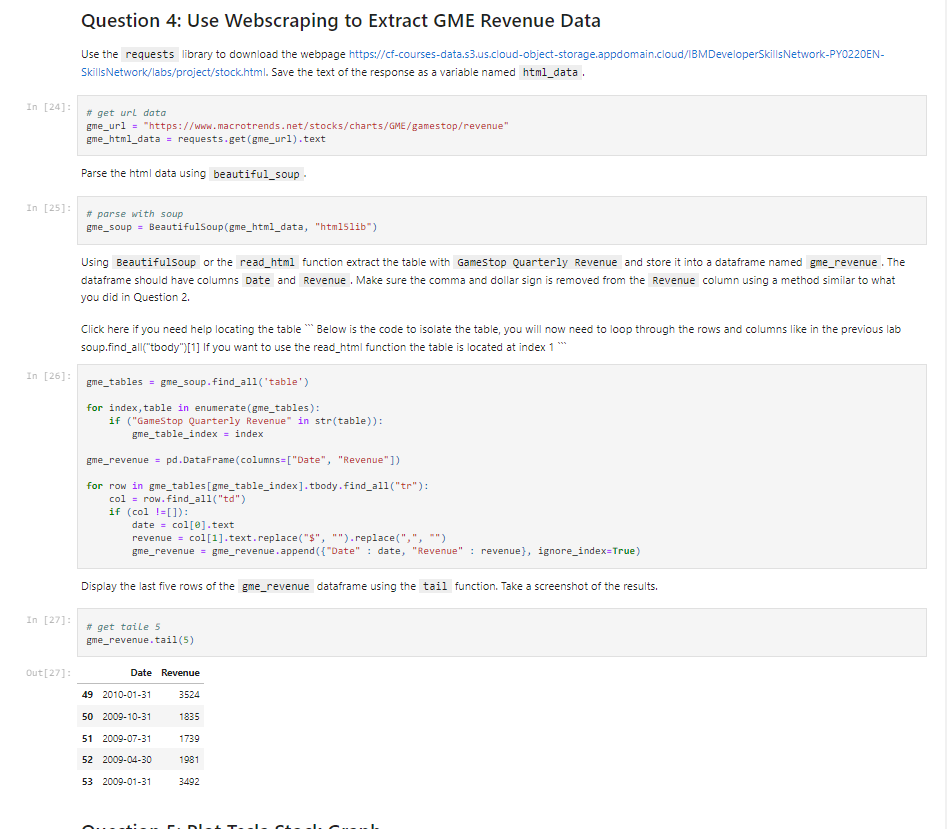 Question 4: Use Webscraping to Extract GME Revenue Data
Use the requests library to download the webpage https://cf-courses-data.s3.us.cloud-object-storage.appdomain.cloud/IBMDeveloperSkillsNetwork-PY0220EN-
SkillsNetwork/labs/project/stock.html. Save the text of the response as a variable named html_data.
In [24]:
# get url data
gme_url = "https://www.macrotrends.net/stocks/charts/GME/gamestop/revenue"
gme_html_data = requests.get(gme_url).text
Parse the html data using beautiful_soup.
In [25]:
# parse with soup
gme_soup = BeautifulSoup(gme_html_data, "html5lib")
Using BeautifulSoup or the read_html function extract the table with GameStop Quarterly Revenue and store it into a dataframe named gme_revenue. The
dataframe should have columns Date and Revenue. Make sure the comma and dollar sign is removed from the Revenue column using a method similar to what
you did in Question 2.
Click here if you need help locating the table ``` Below is the code to isolate the table, you will now need to loop through the rows and columns like in the previous lab
soup.find_all("tbody")[1] If you want to use the read_html function the table is located at index 1 ```
In [26]:
gme_tables = gme_soup.find_all('table')
for index,table in enumerate(gme_tables):
    if ("GameStop Quarterly Revenue" in str(table)):
        gme_table_index = index
gme_revenue = pd.DataFrame(columns=["Date", "Revenue"])
for row in gme_tables[gme_table_index].tbody.find_all("tr"):
    col = row.find_all("td")
    if (col !=[]):
        date = col[0].text
        revenue = col[1].text.replace("$", "").replace(",", "")
        gme_revenue = gme_revenue.append({"Date" : date, "Revenue" : revenue}, ignore_index=True)
Display the last five rows of the gme_revenue dataframe using the tail function. Take a screenshot of the results.
In [27]:
# get taile 5
gme_revenue.tail(5)
Out[27]:
Date Revenue
49 2010-01-31 3524
50 2009-10-31 1835
51 2009-07-31 1739
52 2009-04-30 1981
53 2009-01-31 3492
Question 5: Plot Tesla Stock Graph